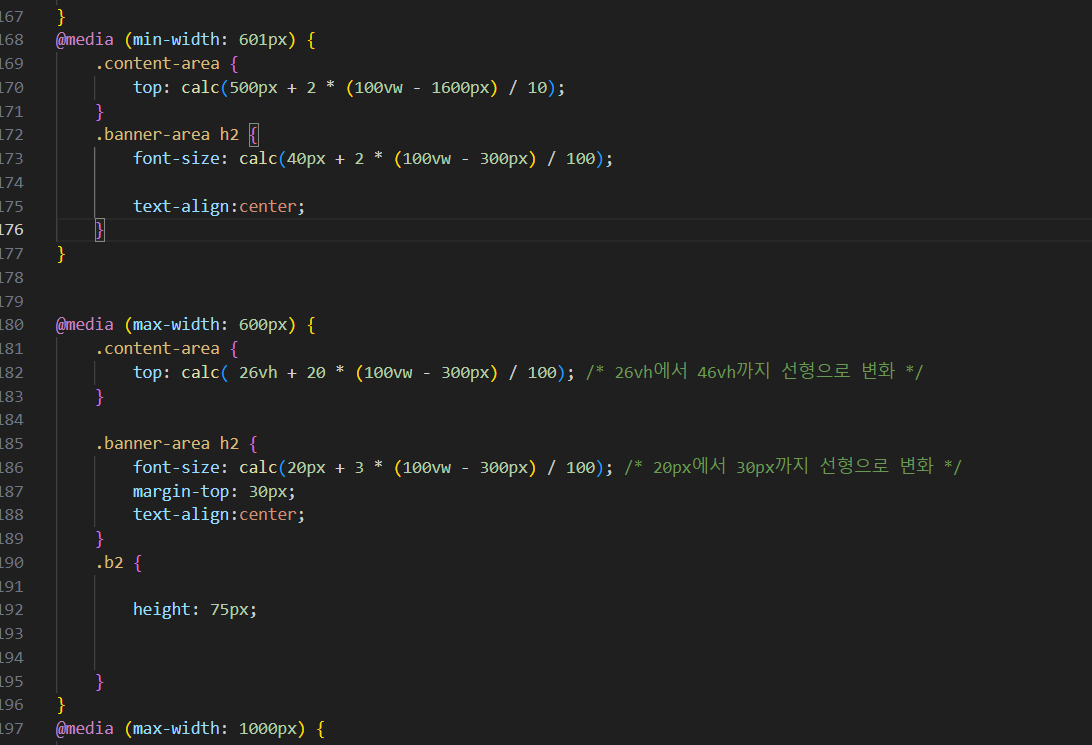 167 }
168 @media (min-width: 601px) {
169 .content-area {
170 top: calc(500px + 2 * (100vw - 1600px) / 10);
171 }
172 .banner-area h2 {
173 font-size: calc(40px + 2 * (100vw - 300px) / 100);
174
175 text-align:center;
176 }
177 }
178
179
180 @media (max-width: 600px) {
181 .content-area {
182 top: calc( 26vh + 20 * (100vw - 300px) / 100); /* 26vh에서 46vh까지 선형으로 변화 */
183 }
184
185 .banner-area h2 {
186 font-size: calc(20px + 3 * (100vw - 300px) / 100); /* 20px에서 30px까지 선형으로 변화 */
187 margin-top: 30px;
188 text-align:center;
189 }
190 .b2 {
191
192 height: 75px;
193
194
195 }
196 }
197 @media (max-width: 1000px) {